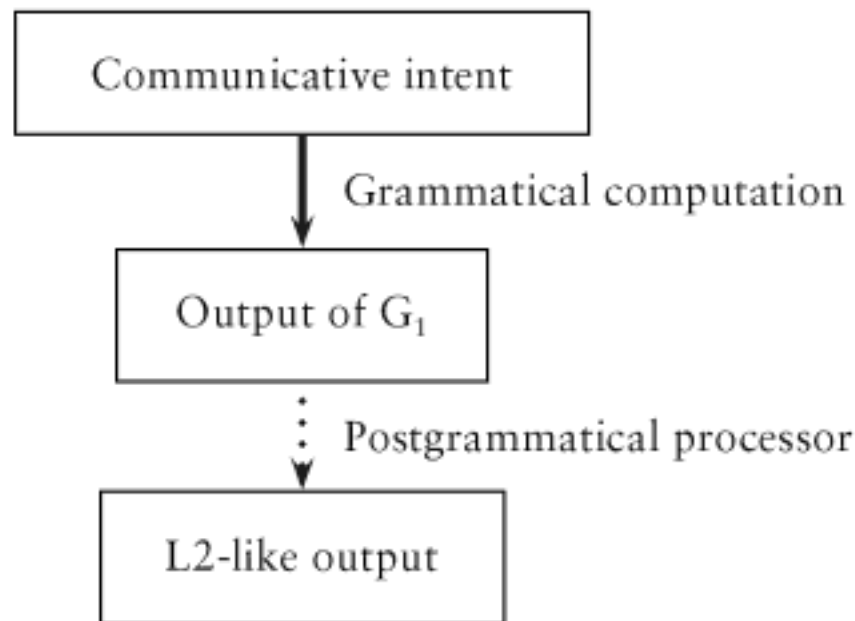 Communicative intent
Grammatical computation
Output of G₁
Postgrammatical processor
L2-like output